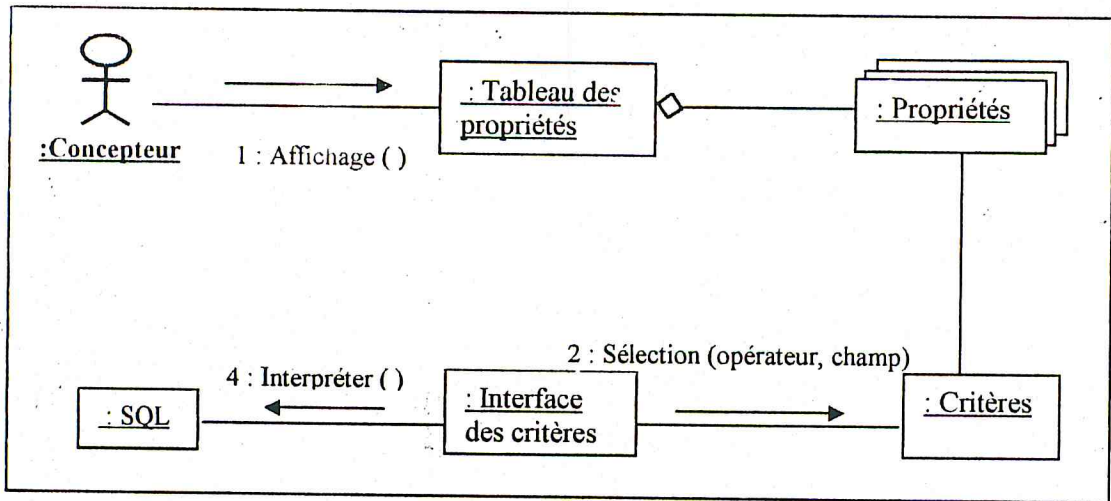 : Tableau des
propriétés
: Propriétés
:Concepteur
1 : Affichage ( )
2 : Sélection (opérateur, champ)
4 : Interpréter ( )
: SQL
: Interface
des critères
: Critères